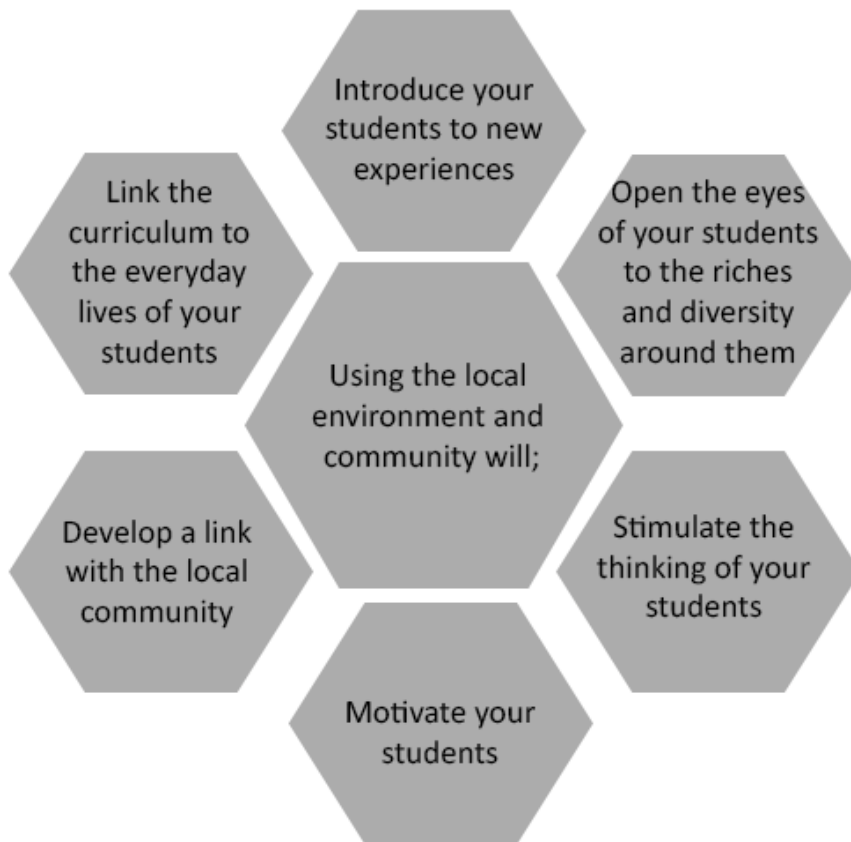 Introduce your
students to new
experiences
Open the eyes
of your students
to the riches
and diversity
around them
Stimulate the
thinking of your
students
Motivate your
students
Develop a link
with the local
community
Link the
curriculum to
the everyday
lives of your
students
Using the local
environment and
community will;